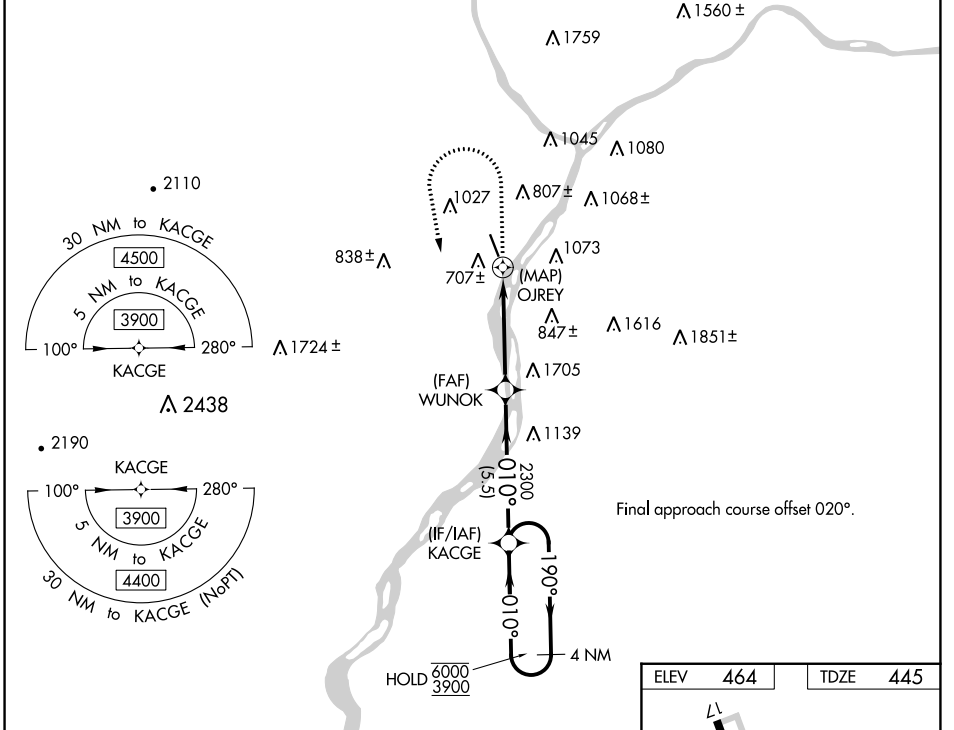 1560 ±
1759
1045
1080
2110
1027
807±
1068±
30 NM to KACGE
4500
5 NM to KACGE
3900
100°
280°
KACGE
838±
707±
(MAP)
OJREY
1073
847±
1616
1851±
1724±
1705
(FAF)
WUNOK
2438
1139
2190
KACGE
100°
280°
3900
5 NM to KACGE
4400
30 NM to KACGE (NoPT)
010°
2300
(5.5)
Final approach course offset 020°.
(IF/IAF)
KACGE
190°
010°
4 NM
HOLD 6000
3900
ELEV 464
TDZE 445
17